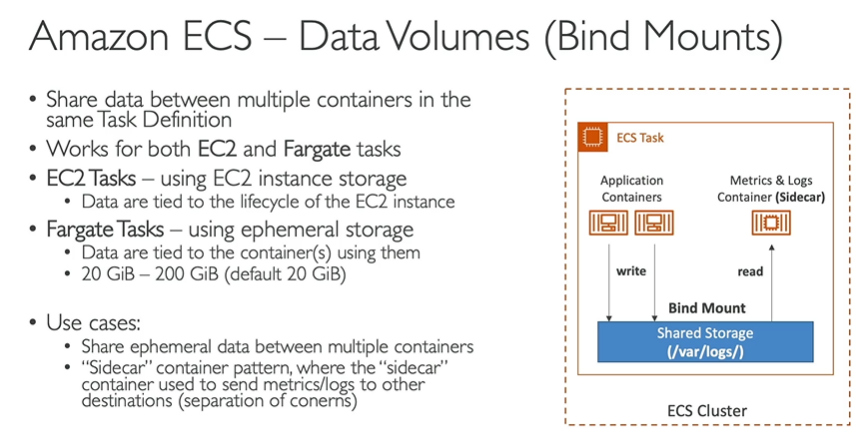 Amazon ECS – Data Volumes (Bind Mounts)
• Share data between multiple containers in the
same Task Definition
• Works for both EC2 and Fargate tasks
• EC2 Tasks – using EC2 instance storage
• Data are tied to the lifecycle of the EC2 instance
• Fargate Tasks – using ephemeral storage
• Data are tied to the container(s) using them
• 20 GiB – 200 GiB (default 20 GiB)
• Use cases:
• Share ephemeral data between multiple containers
• “Sidecar” container pattern, where the “sidecar”
container used to send metrics/logs to other
destinations (separation of conerns)
ECS Task
Application
Containers
Metrics & Logs
Container (Sidecar)
write
read
Bind Mount
Shared Storage
(/var/logs/)
ECS Cluster